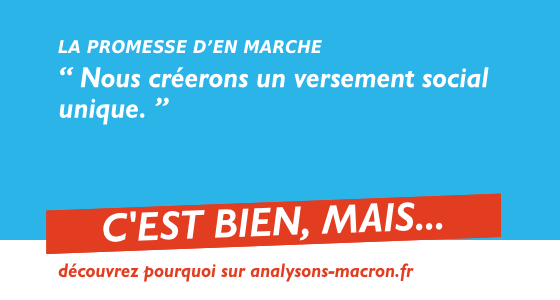 LA PROMESSE D’EN MARCHE
“ Nous créerons un versement social
unique. ”
C'EST BIEN, MAIS...
découvrez pourquoi sur analysons-macron.fr